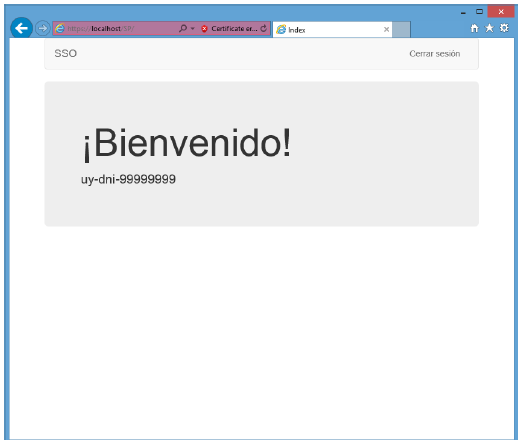 https://localhost/SP/ Certificate er... Index
SSO Cerrar sesión
¡Bienvenido!
uy-dni-99999999